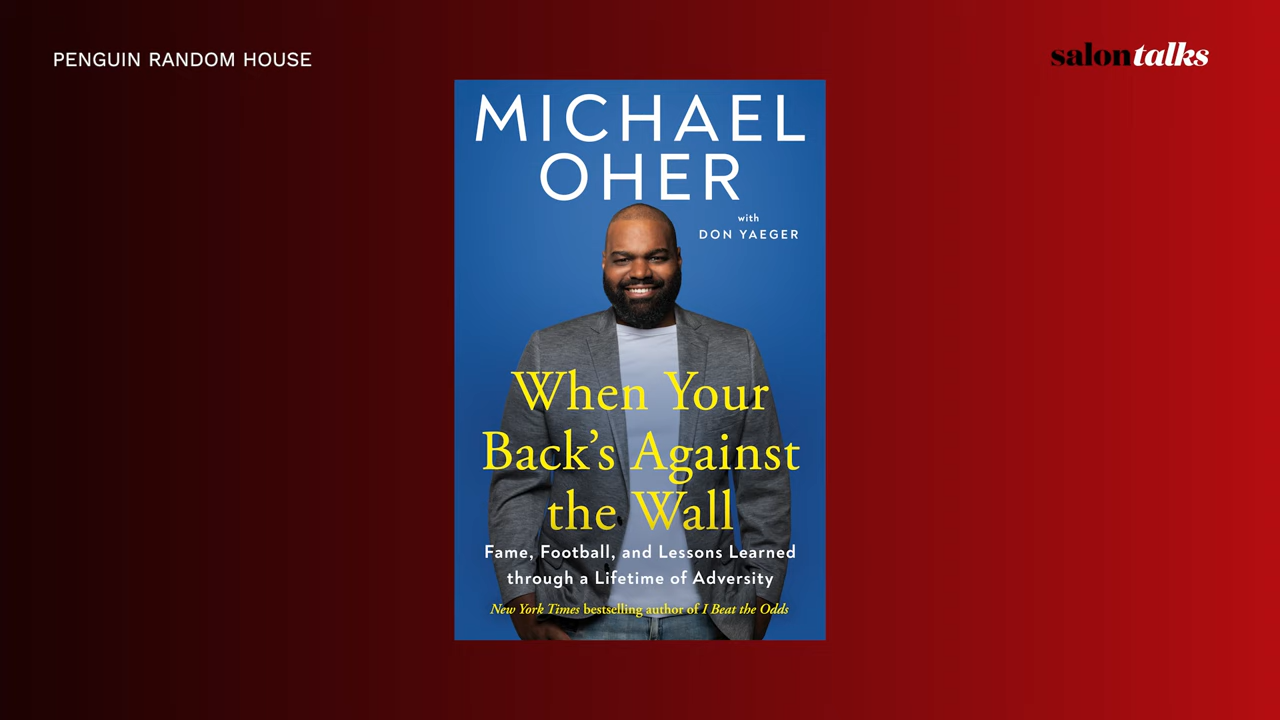 PENGUIN RANDOM HOUSE
salontalks
MICHAEL
OHER
with
DON YAEGER
When Your
Back's Against
the Wall
Fame, Football, and Lessons Learned
through a Lifetime of Adversity
New York Times bestselling author of I Beat the Odds